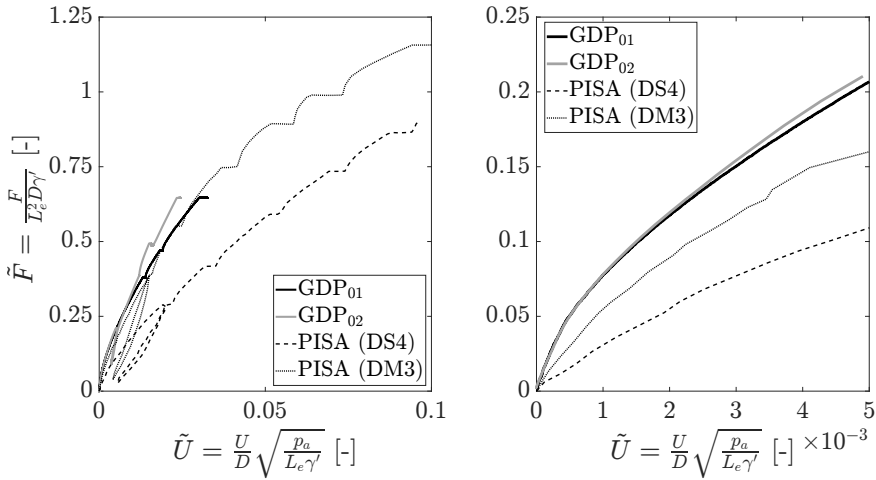 1.25
1
0.75
0.5
0.25
0
0
0.05
0.1
F̃ = F/(L_e^2 Dγ′) [-]
Ũ = U/D √(p_a/(L_e γ′)) [-]
GDP01
GDP02
PISA (DS4)
PISA (DM3)
0.25
0.2
0.15
0.1
0.05
0
0
1
2
3
4
5
×10^-3
Ũ = U/D √(p_a/(L_e γ′)) [-]
GDP01
GDP02
PISA (DS4)
PISA (DM3)